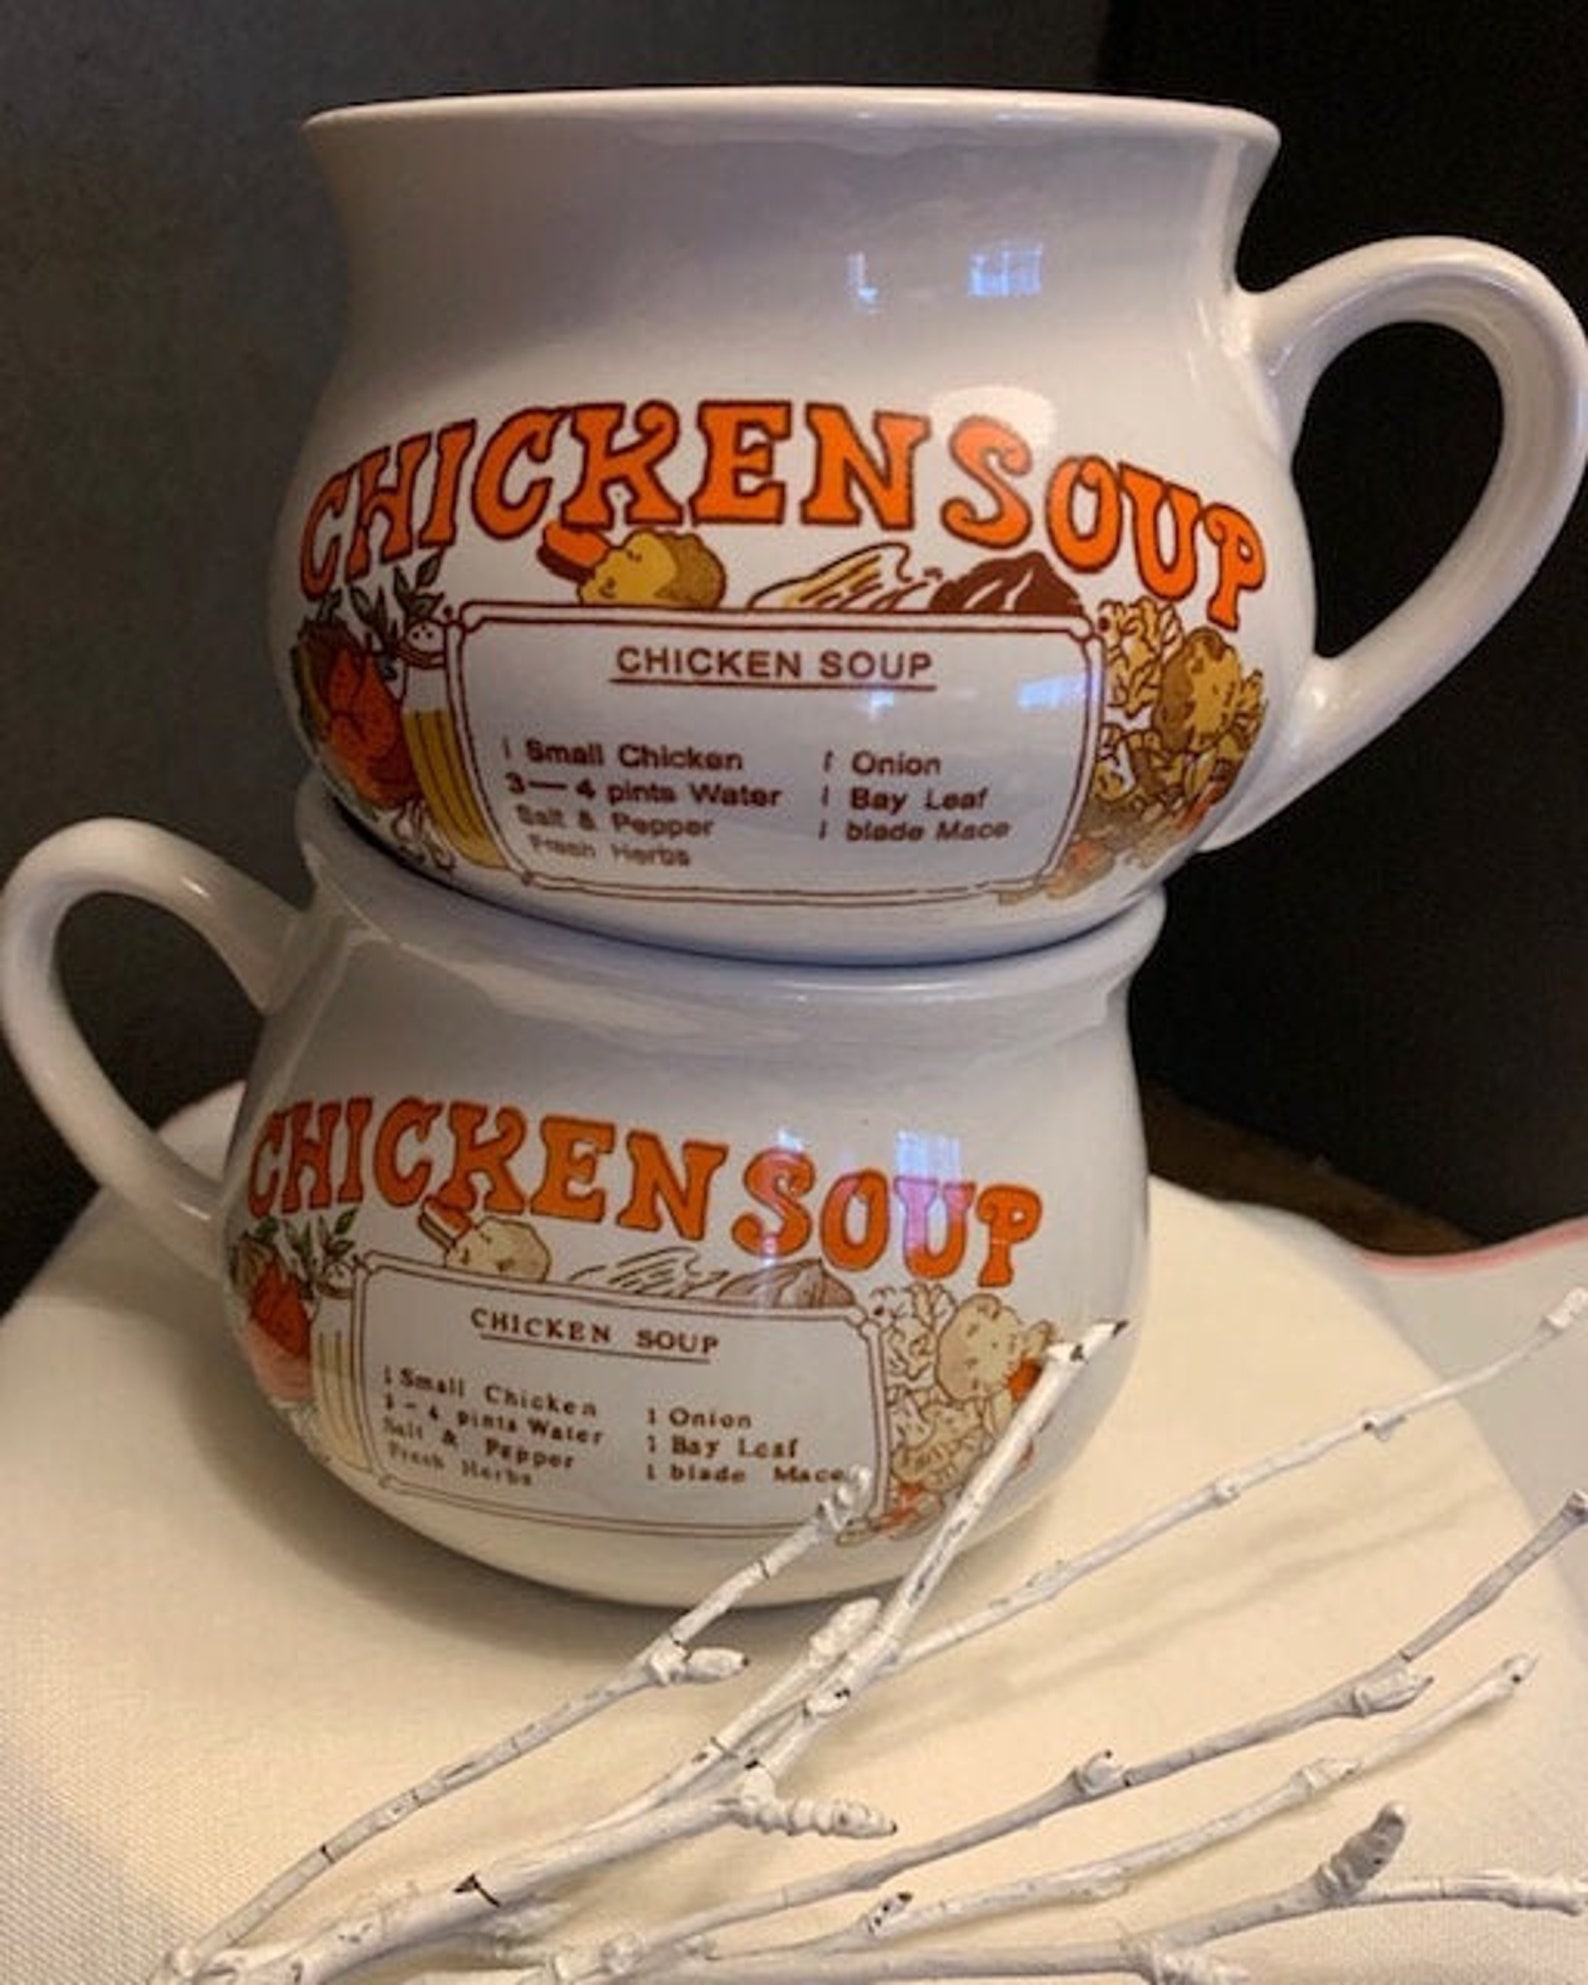 CHICKEN SOUP
CHICKEN SOUP
1 Small Chicken
3—4 pints Water
Salt & Pepper
Fresh Herbs
1 Onion
1 Bay Leaf
1 blade Mace
CHICKEN SOUP
CHICKEN SOUP
1 Small Chicken
3-4 pints Water
Salt & Pepper
Fresh Herbs
1 Onion
1 Bay Leaf
1 blade Mace